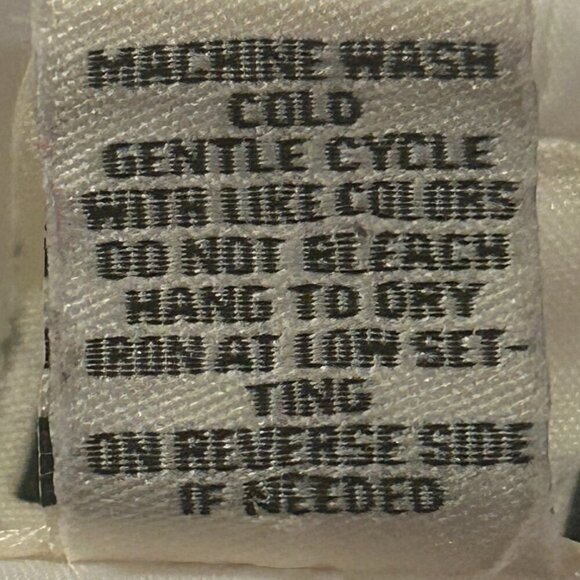 MACHINE WASH
COLD
GENTLE CYCLE
WITH LIKE COLORS
DO NOT BLEACH
HANG TO DRY
IRON AT LOW SET-
TING
ON REVERSE SIDE
IF NEEDED